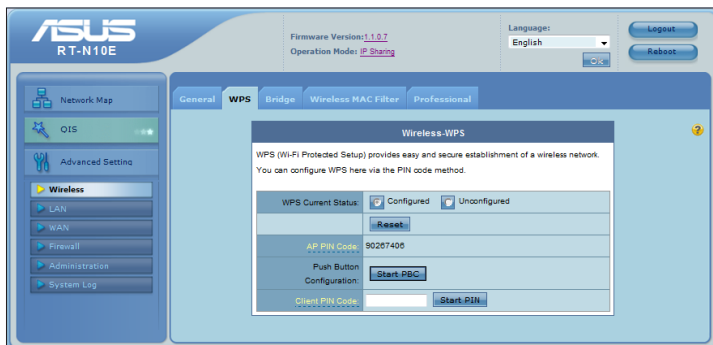 ASUS
RT-N10E
Firmware Version:1.1.0.7
Operation Mode: IP Sharing
Language:
English
OK
Logout
Reboot
Network Map
QIS
Advanced Setting
Wireless
LAN
WAN
Firewall
Administration
System Log
General WPS Bridge Wireless MAC Filter Professional
Wireless-WPS
WPS (Wi-Fi Protected Setup) provides easy and secure establishment of a wireless network.
You can configure WPS here via the PIN code method.
WPS Current Status: Configured Unconfigured
Reset
AP PIN Code: 90267406
Push Button
Configuration: Start PBC
Client PIN Code: Start PIN